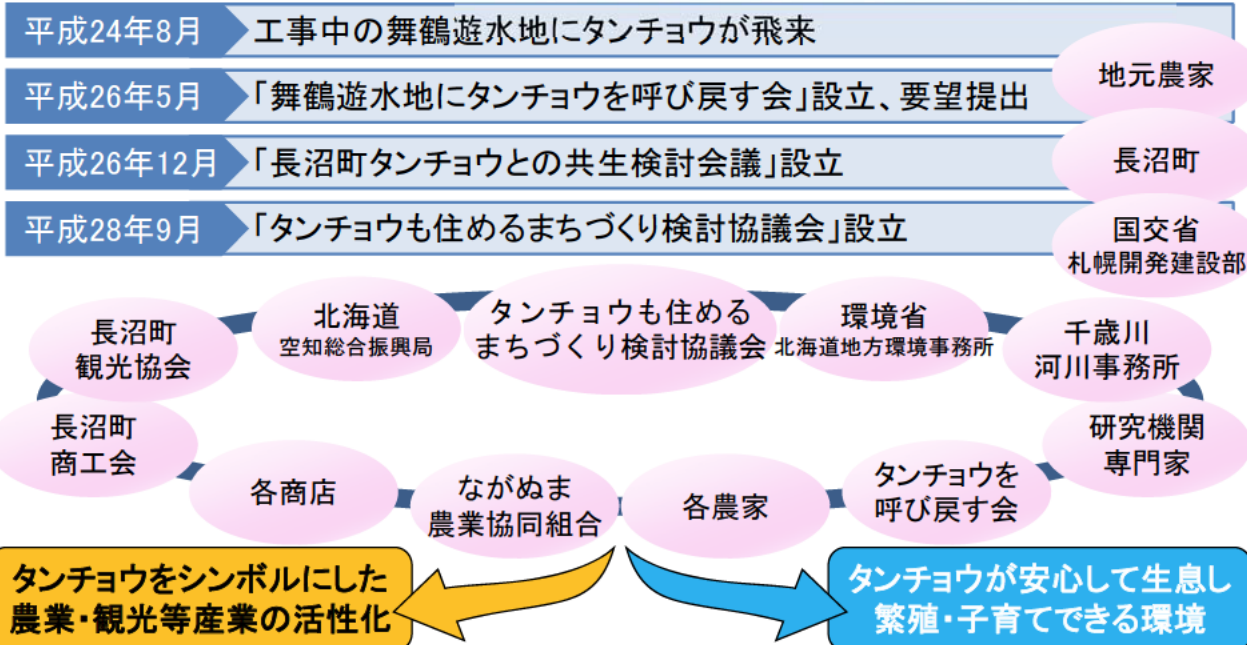 平成24年8月 工事中の舞鶴遊水地にタンチョウが飛来
地元農家
平成26年5月 「舞鶴遊水地にタンチョウを呼び戻す会」設立、要望提出
平成26年12月 「長沼町タンチョウとの共生検討会議」設立
長沼町
平成28年9月 「タンチョウも住めるまちづくり検討協議会」設立
国交省
札幌開発建設部
タンチョウも住める
まちづくり検討協議会
北海道
空知総合振興局
環境省
北海道地方環境事務所
長沼町
観光協会
千歳川
河川事務所
長沼町
商工会
研究機関
専門家
各商店
ながぬま
農業協同組合
各農家
タンチョウを
呼び戻す会
タンチョウをシンボルにした
農業・観光等産業の活性化
タンチョウが安心して生息し
繁殖・子育てできる環境